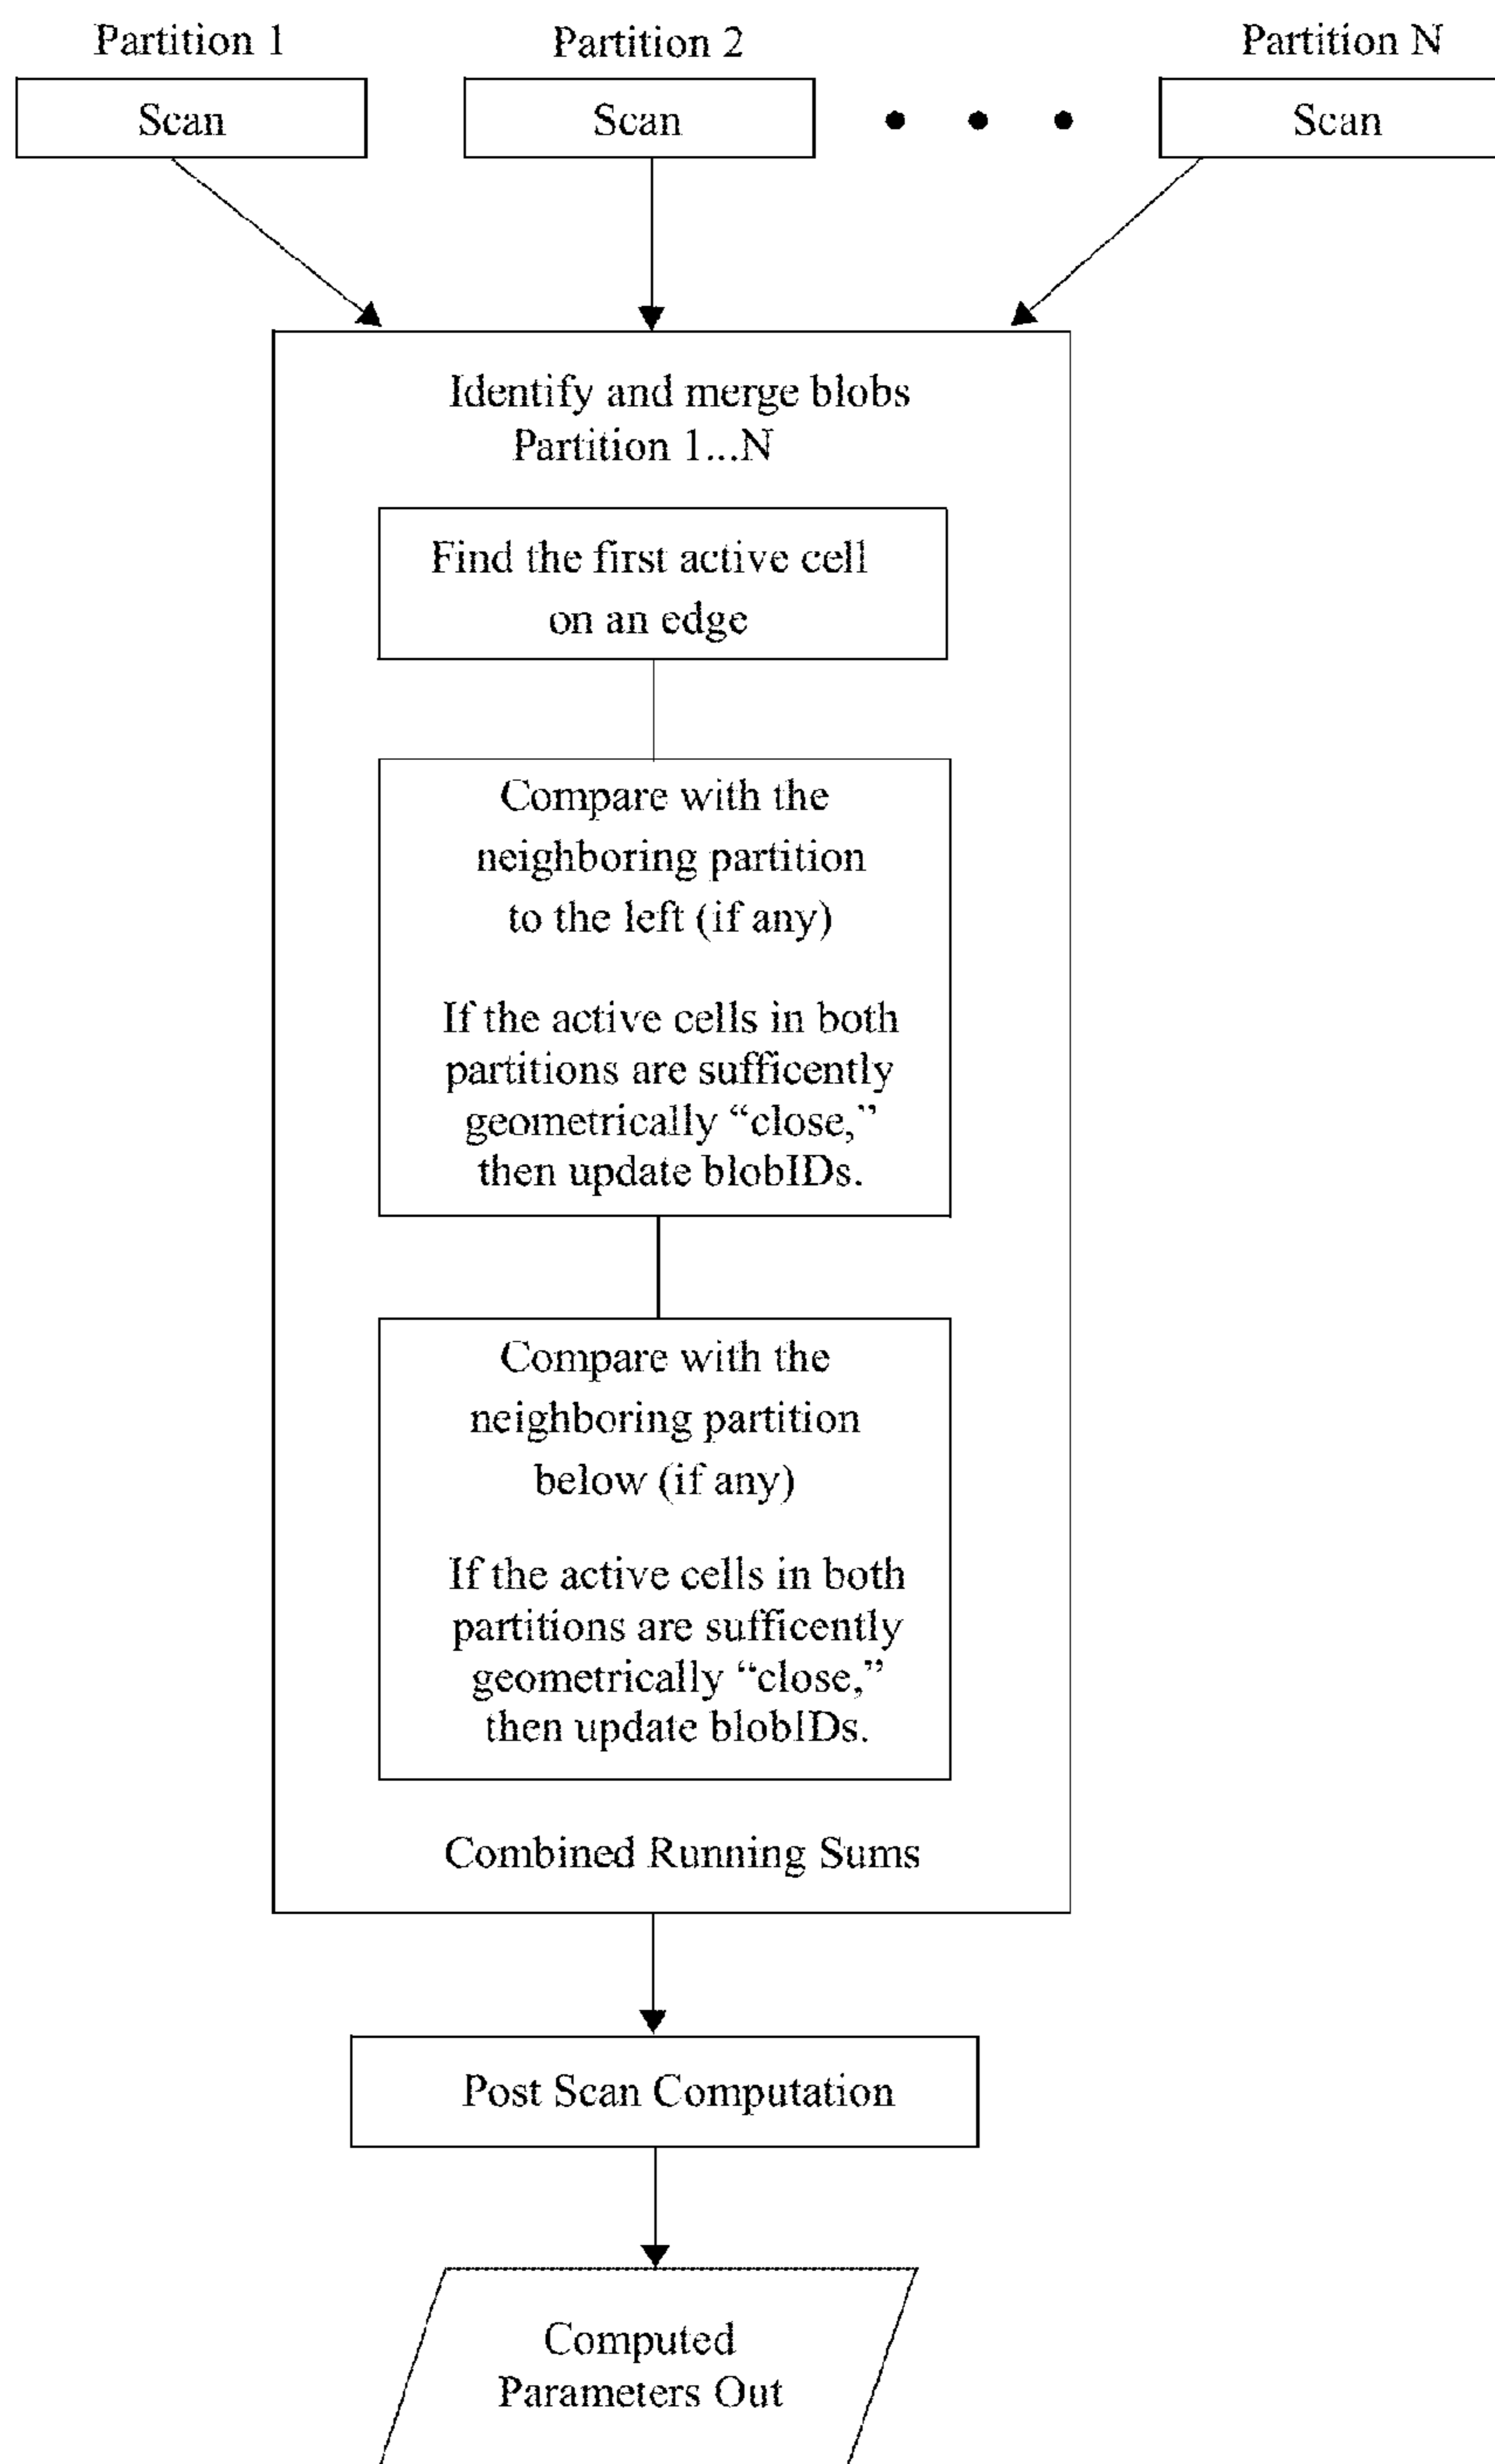 Partition 1
Partition 2
Partition N
Scan
Scan
Scan
Identify and merge blobs
Partition 1...N
Find the first active cell
on an edge
Compare with the
neighboring partition
to the left (if any)
If the active cells in both
partitions are sufficently
geometrically “close,”
then update blobIDs.
Compare with the
neighboring partition
below (if any)
If the active cells in both
partitions are sufficently
geometrically “close,”
then update blobIDs.
Combined Running Sums
Post Scan Computation
Computed
Parameters Out